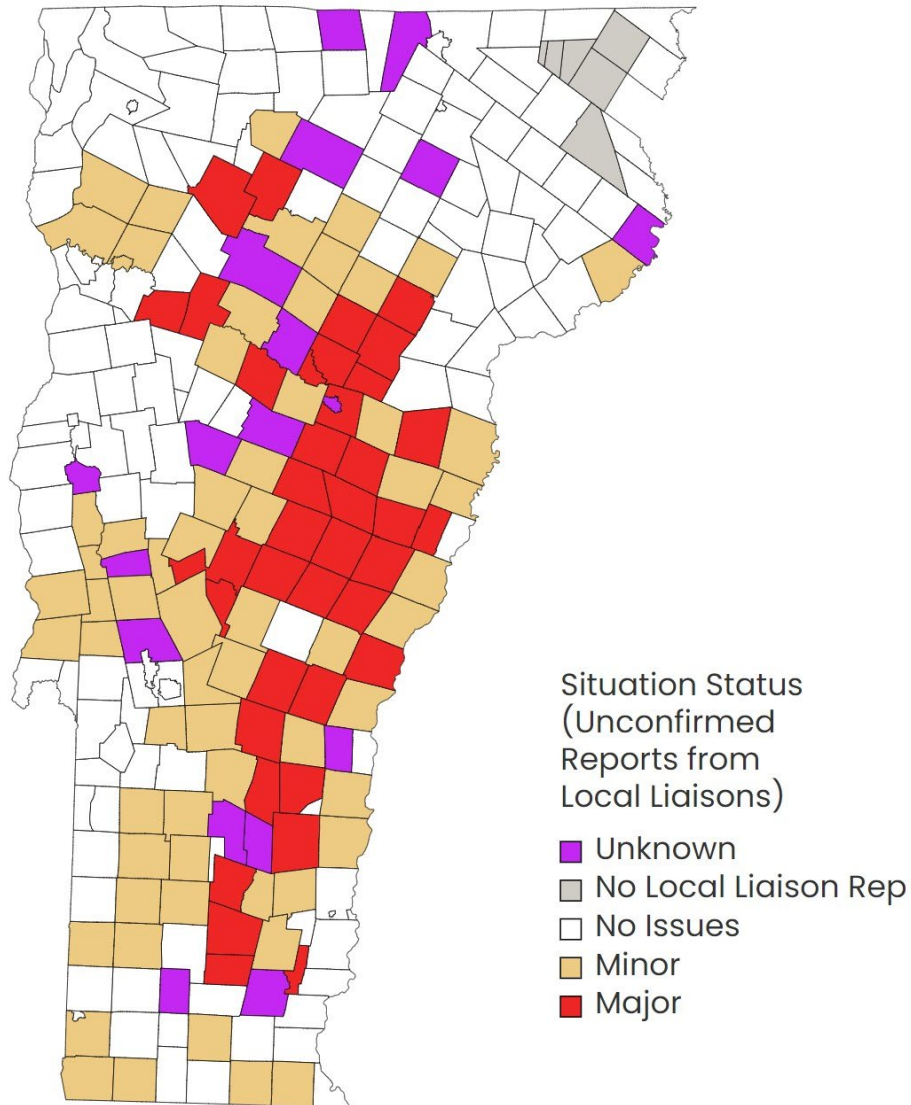 Situation Status
(Unconfirmed
Reports from
Local Liaisons)
Unknown
No Local Liaison Rep
No Issues
Minor
Major